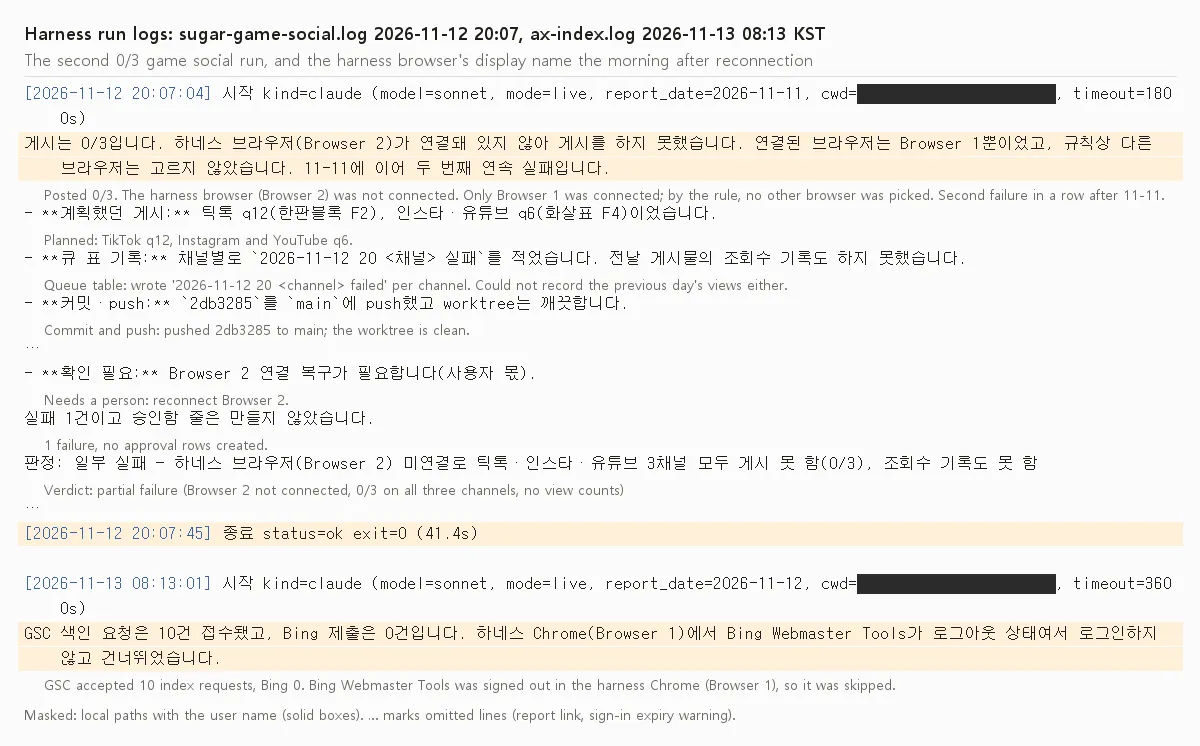 Harness run logs: sugar-game-social.log 2026-11-12 20:07, ax-index.log 2026-11-13 08:13 KST
The second 0/3 game social run, and the harness browser's display name the morning after reconnection
[2026-11-12 20:07:04] 시작 kind=claude (model=sonnet, mode=live, report_date=2026-11-11, cwd=, timeout=180
0s)
게시는 0/3입니다. 하네스 브라우저(Browser 2)가 연결돼 있지 않아 게시를 하지 못했습니다. 연결된 브라우저는 Browser 1뿐이었고, 규칙상 다른
브라우저는 고르지 않았습니다. 11-11에 이어 두 번째 연속 실패입니다.
Posted 0/3. The harness browser (Browser 2) was not connected. Only Browser 1 was connected; by the rule, no other browser was picked. Second failure in a row after 11-11.
- **계획했던 게시:** 틱톡 q12(한판블록 F2), 인스타·유튜브 q6(화살표 F4)이었습니다.
Planned: TikTok q12, Instagram and YouTube q6.
- **큐 표 기록:** 채널별로 `2026-11-12 20 <채널> 실패`를 적었습니다. 전날 게시물의 조회수 기록도 하지 못했습니다.
Queue table: wrote '2026-11-12 20 <channel> failed' per channel. Could not record the previous day's views either.
- **커밋·push:** `2db3285`를 `main`에 push했고 worktree는 깨끗합니다.
Commit and push: pushed 2db3285 to main; the worktree is clean.
...
- **확인 필요:** Browser 2 연결 복구가 필요합니다(사용자 몫).
Needs a person: reconnect Browser 2.
실패 1건이고 승인함 줄은 만들지 않았습니다.
1 failure, no approval rows created.
판정: 일부 실패 - 하네스 브라우저(Browser 2) 미연결로 틱톡·인스타·유튜브 3채널 모두 게시 못 함(0/3), 조회수 기록도 못 함
Verdict: partial failure (Browser 2 not connected, 0/3 on all three channels, no view counts)
...
[2026-11-12 20:07:45] 종료 status=ok exit=0 (41.4s)
[2026-11-13 08:13:01] 시작 kind=claude (model=sonnet, mode=live, report_date=2026-11-12, cwd=, timeout=360
0s)
GSC 색인 요청은 10건 접수됐고, Bing 제출은 0건입니다. 하네스 Chrome(Browser 1)에서 Bing Webmaster Tools가 로그아웃 상태여서 로그인하지
않고 건너뛰었습니다.
GSC accepted 10 index requests, Bing 0. Bing Webmaster Tools was signed out in the harness Chrome (Browser 1), so it was skipped.
Masked: local paths with the user name (solid boxes). ... marks omitted lines (report link, sign-in expiry warning).